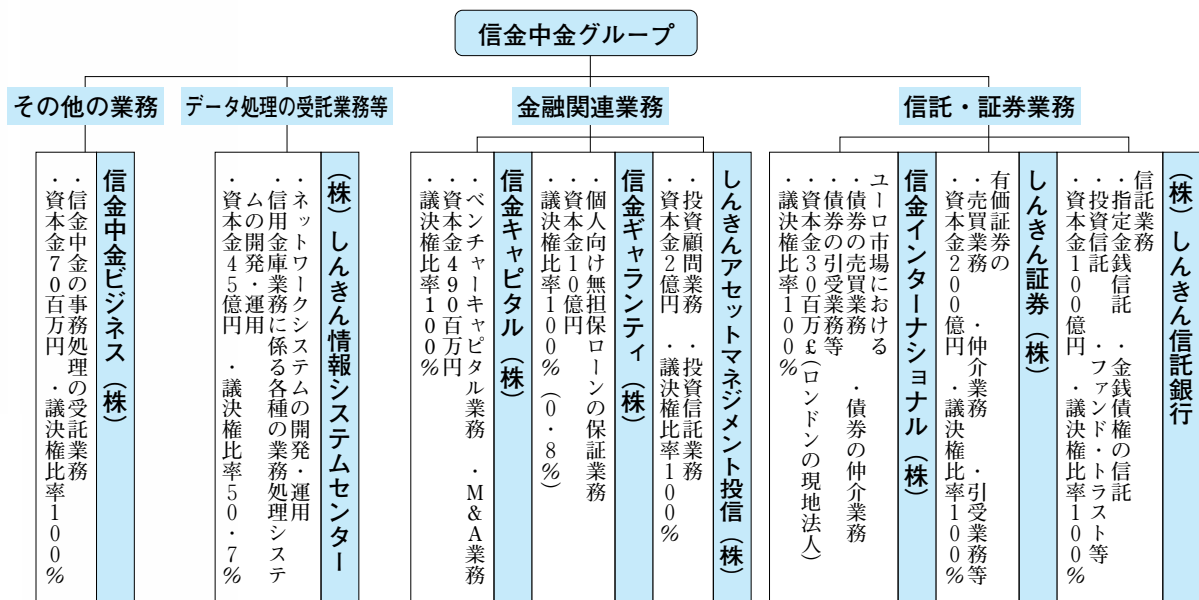 信金中金グループ
信託・証券業務
(株)しんきん信託銀行
信託業務
・指定金銭信託 ・金銭債権の信託
・投資信託 ・ファンド・トラスト等
・資本金100億円 ・議決権比率100%
しんきん証券(株)
有価証券の
・売買業務 ・仲介業務 ・引受業務等
・資本金200億円 ・議決権比率100%
信金インターナショナル(株)
ユーロ市場における
・債券の売買業務 ・債券の仲介業務
・債券の引受業務等
・資本金30百万£(ロンドンの現地法人)
・議決権比率100%
金融関連業務
しんきんアセットマネジメント投信(株)
・投資顧問業務 ・投資信託業務
・資本金2億円 ・議決権比率100%
信金ギャランティ(株)
・個人向け無担保ローンの保証業務
・資本金10億円
・議決権比率100%(0・8%)
信金キャピタル(株)
・ベンチャーキャピタル業務 ・M&A業務
・資本金490百万円
・議決権比率100%
データ処理の受託業務等
(株)しんきん情報システムセンター
・ネットワークシステムの開発・運用
・信用金庫業務に係る各種の業務処理システ
ムの開発・運用
・資本金45億円 ・議決権比率50・7%
その他の業務
信金中金ビジネス(株)
・信金中金の事務処理の受託業務
・資本金70百万円 ・議決権比率100%